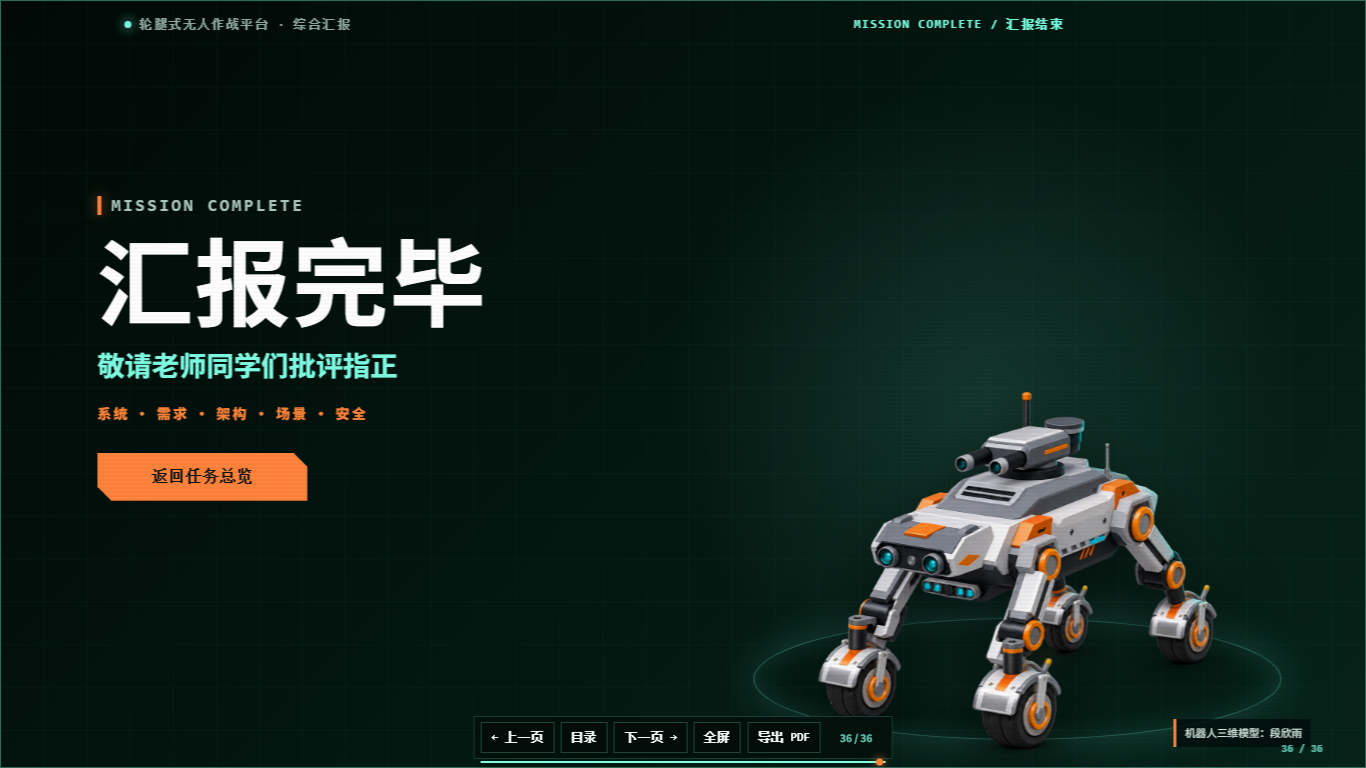 轮腿式无人作战平台 · 综合汇报
MISSION COMPLETE / 汇报结束
MISSION COMPLETE
汇报完毕
敬请老师同学们批评指正
系统 • 需求 • 架构 • 场景 • 安全
返回任务总览
← 上一页
目录
下一页 →
全屏
导出 PDF
36/36
机器人三维模型：段欣雨
36 / 36